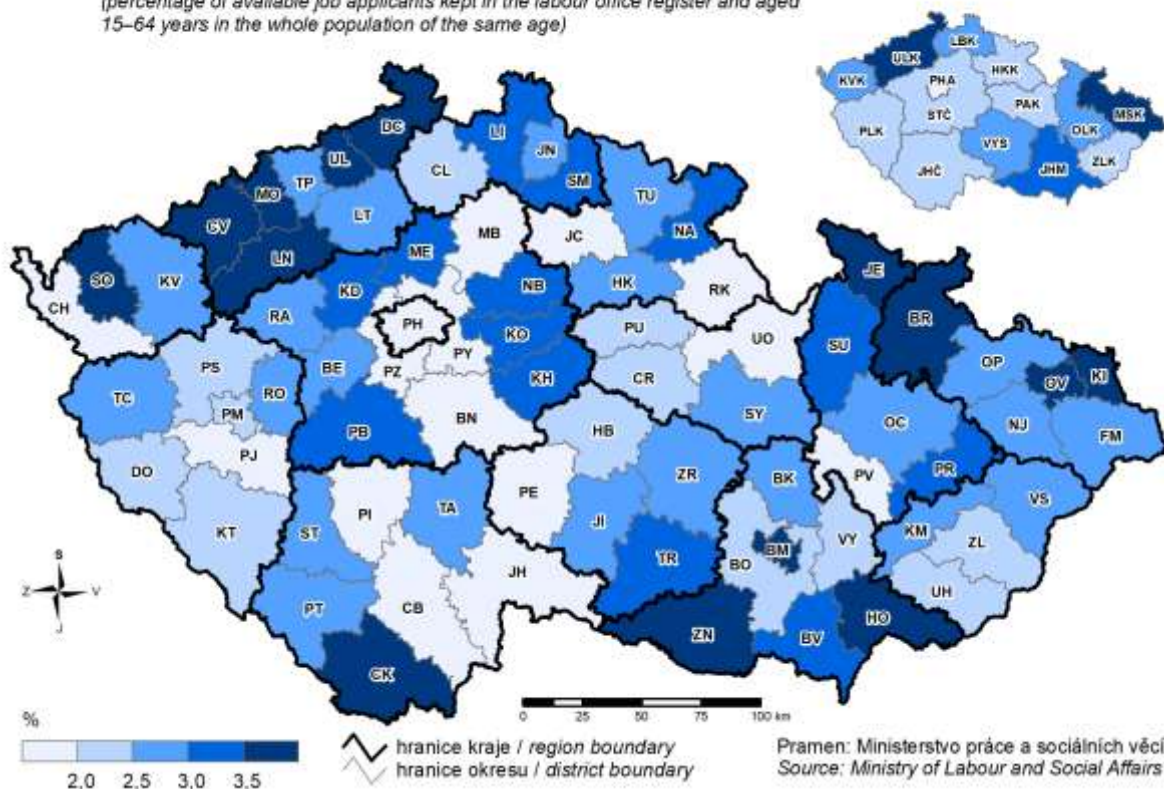 (percentage of available job applicants kept in the labour office register and aged
15–64 years in the whole population of the same age)
ULK
LBK
KVK
PHA
HKK
STČ
PAK
MSK
PLK
OLK
VYS
ZLK
JHČ
JHM
DC
LI
UL
JN
CL
SM
MO
TP
LT
TU
CV
NA
ME
MB
JC
LN
SO
KV
KD
NB
HK
RK
JE
CH
RA
PH
KO
PU
UO
SU
BR
BE
PZ
PY
OP
PS
KH
CR
OV
KI
TC
RO
PM
PB
BN
SY
OC
NJ
FM
HB
PJ
DO
PR
ZR
BK
PV
PE
VS
PI
TA
ST
JI
KM
KT
TR
BM
VY
ZL
BO
JH
UH
CB
PT
HO
ZN
BV
CK
S
Z
V
J
0 25 50 75 100 km
%
2.0 2.5 3.0 3.5
hranice kraje / region boundary
hranice okresu / district boundary
Pramen: Ministerstvo práce a sociálních věcí
Source: Ministry of Labour and Social Affairs